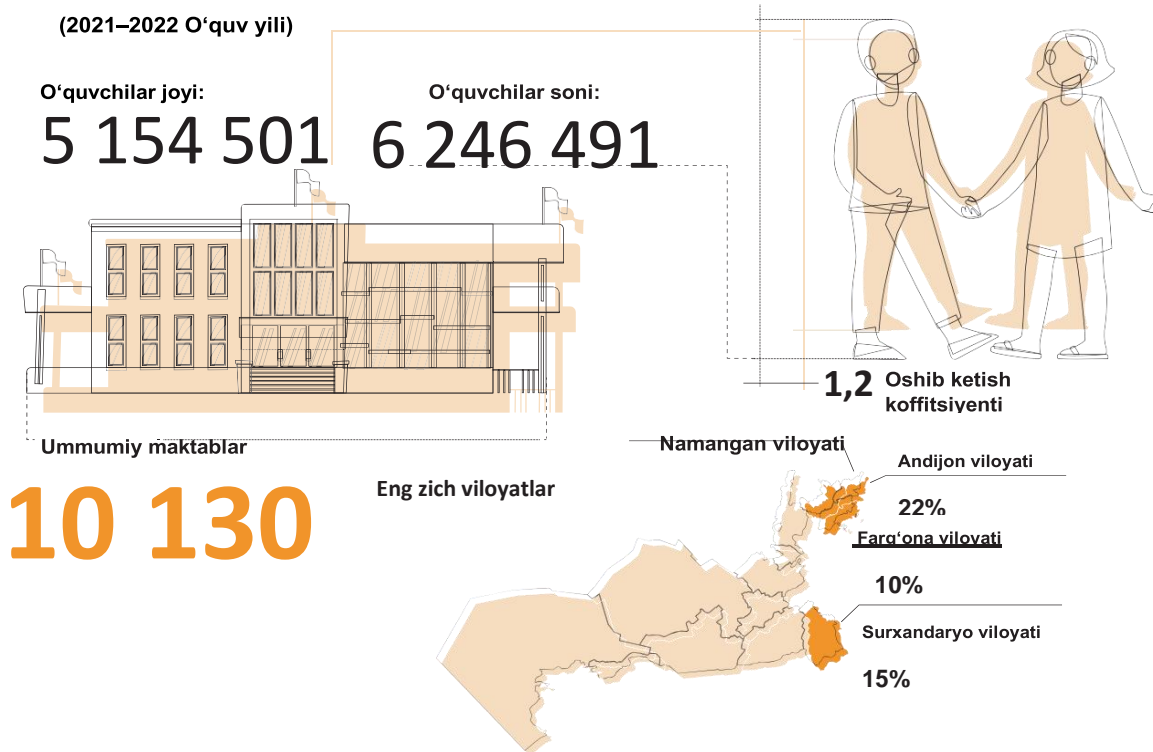 (2021–2022 O‘quv yili)
O‘quvchilar joyi:
5 154 501
O‘quvchilar soni:
6 246 491
1,2 Oshib ketish
koffitsiyenti
Ummumiy maktablar
10 130
Eng zich viloyatlar
Namangan viloyati
Andijon viloyati
22%
Farg‘ona viloyati
10%
Surxandaryo viloyati
15%